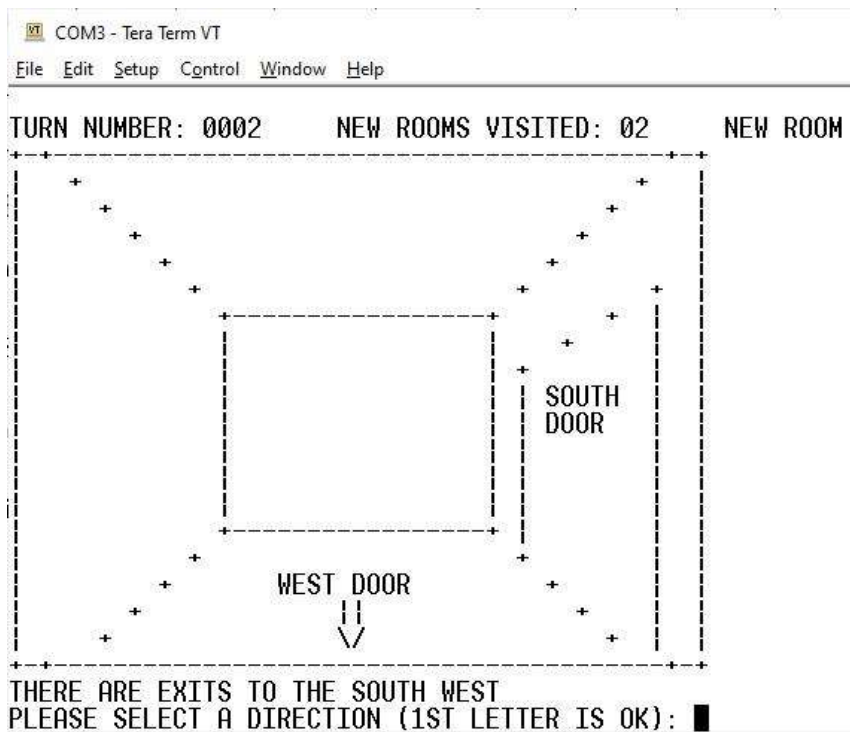 VT COM3 - Tera Term VT
File Edit Setup Control Window Help
TURN NUMBER: 0002 NEW ROOMS VISITED: 02 NEW ROOM
SOUTH
DOOR
WEST DOOR
THERE ARE EXITS TO THE SOUTH WEST
PLEASE SELECT A DIRECTION (1ST LETTER IS OK):